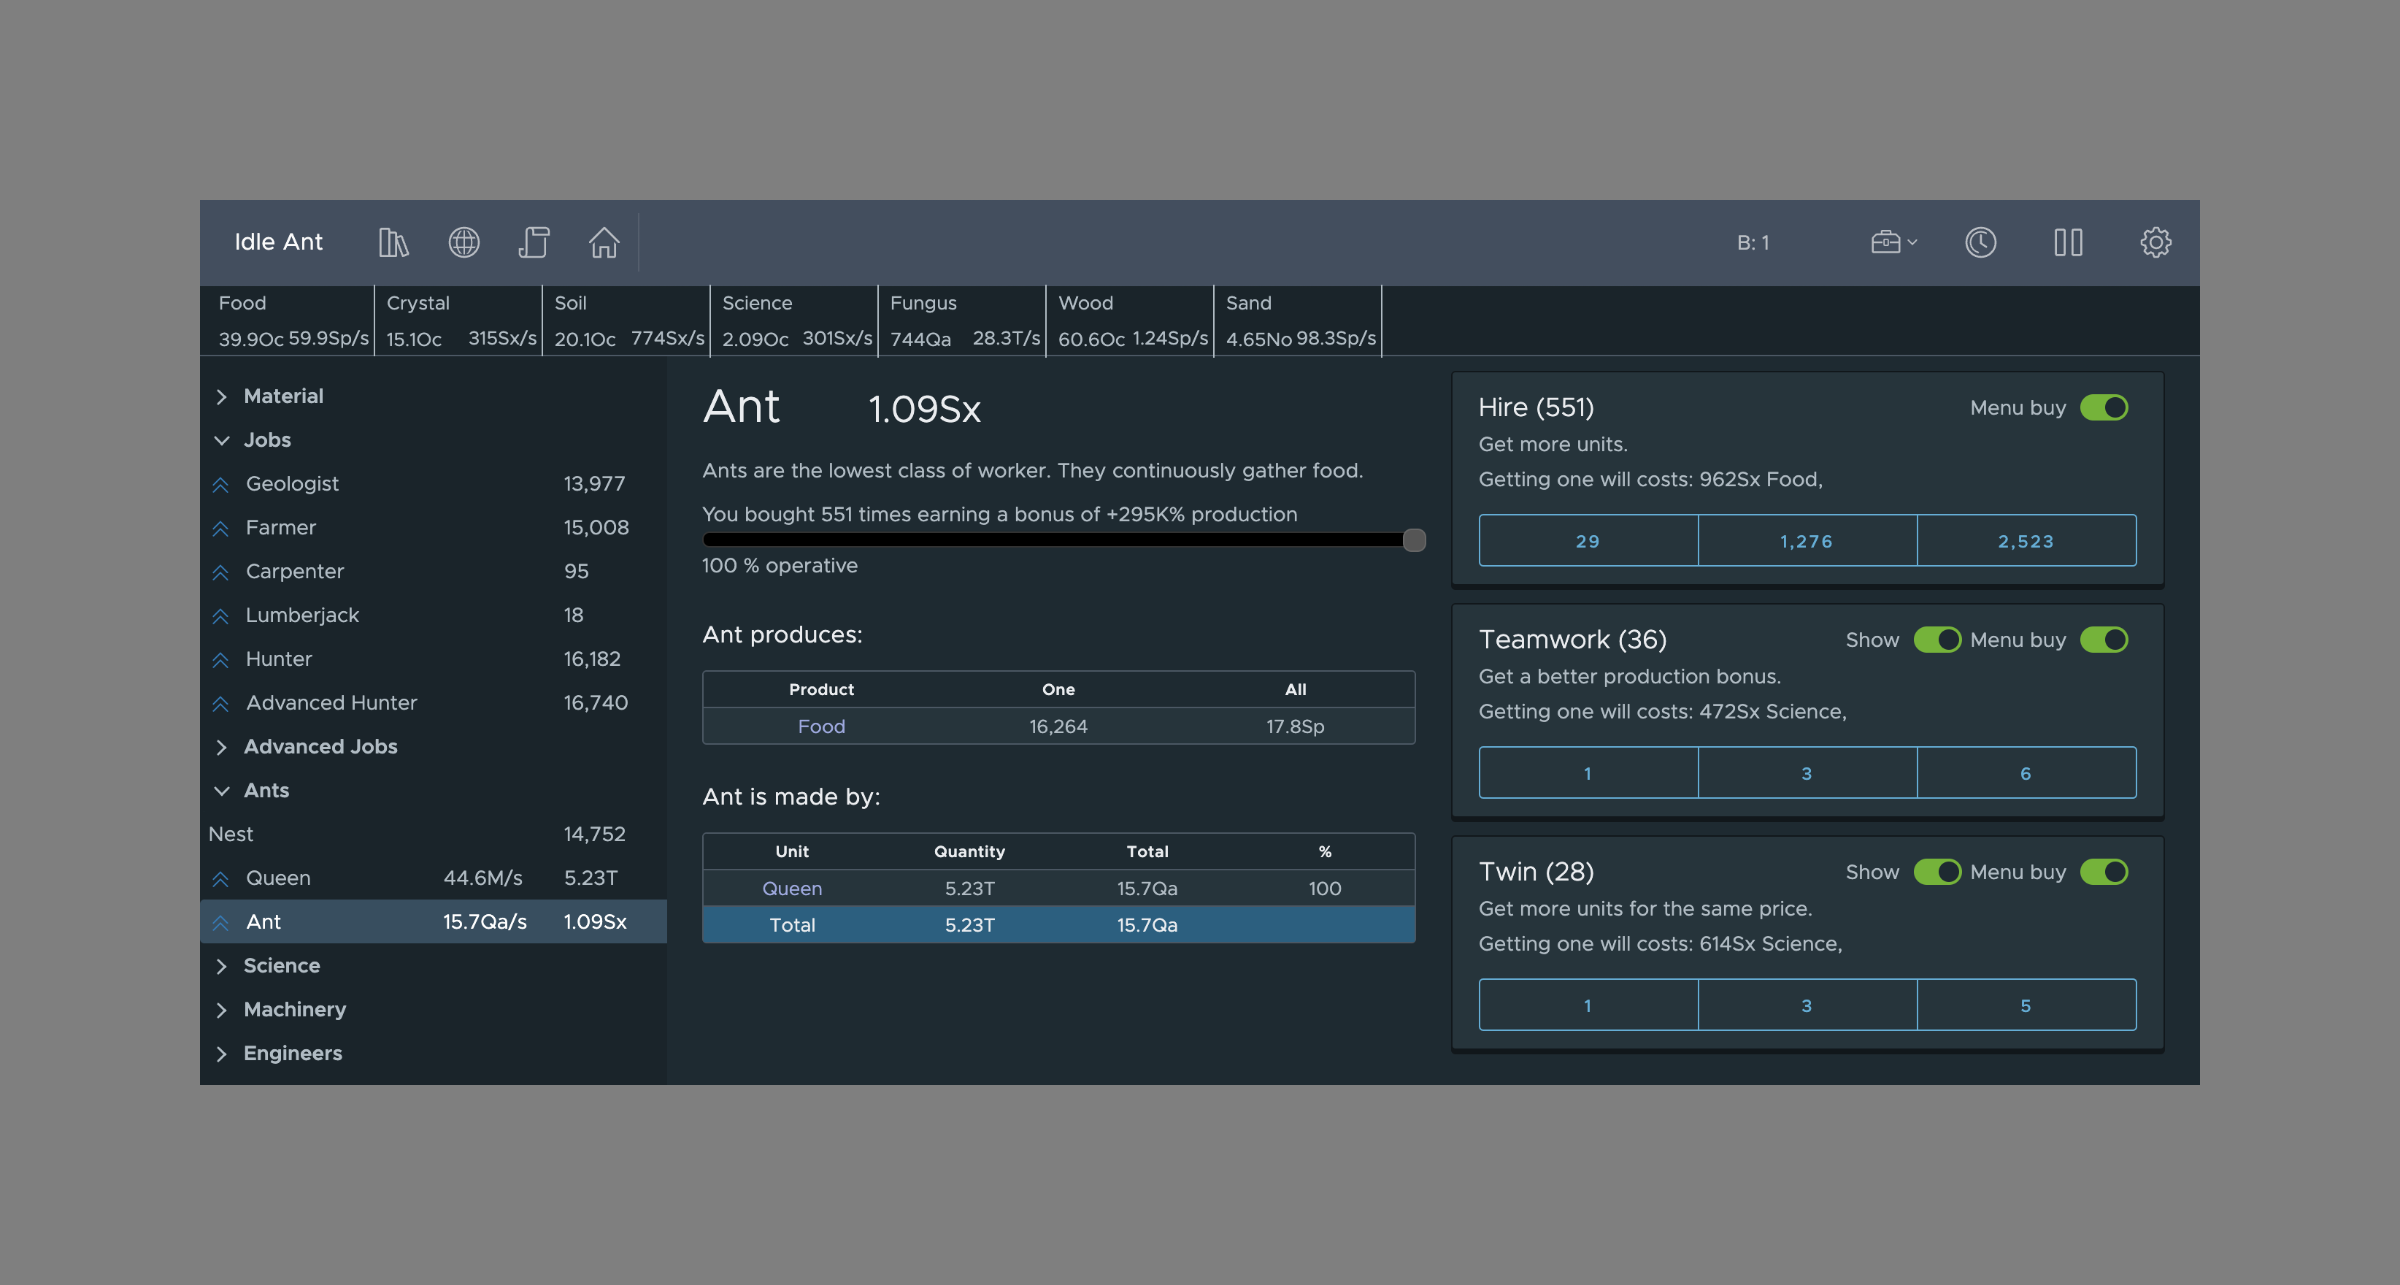 Idle Ant
B: 1
Food
39.9Oc 59.9Sp/s
Crystal
15.1Oc 315Sx/s
Soil
20.1Oc 774Sx/s
Science
2.09Oc 301Sx/s
Fungus
744Qa 28.3T/s
Wood
60.6Oc 1.24Sp/s
Sand
4.65No 98.3Sp/s
Material
Jobs
Geologist 13,977
Farmer 15,008
Carpenter 95
Lumberjack 18
Hunter 16,182
Advanced Hunter 16,740
Advanced Jobs
Ants
Nest 14,752
Queen 44.6M/s 5.23T
Ant 15.7Qa/s 1.09Sx
Science
Machinery
Engineers
Ant 1.09Sx
Ants are the lowest class of worker. They continuously gather food.
You bought 551 times earning a bonus of +295K% production
100 % operative
Ant produces:
Product One All
Food 16,264 17.8Sp
Ant is made by:
Unit Quantity Total %
Queen 5.23T 15.7Qa 100
Total 5.23T 15.7Qa
Hire (551) Menu buy
Get more units.
Getting one will costs: 962Sx Food,
29 1,276 2,523
Teamwork (36) Show Menu buy
Get a better production bonus.
Getting one will costs: 472Sx Science,
1 3 6
Twin (28) Show Menu buy
Get more units for the same price.
Getting one will costs: 614Sx Science,
1 3 5